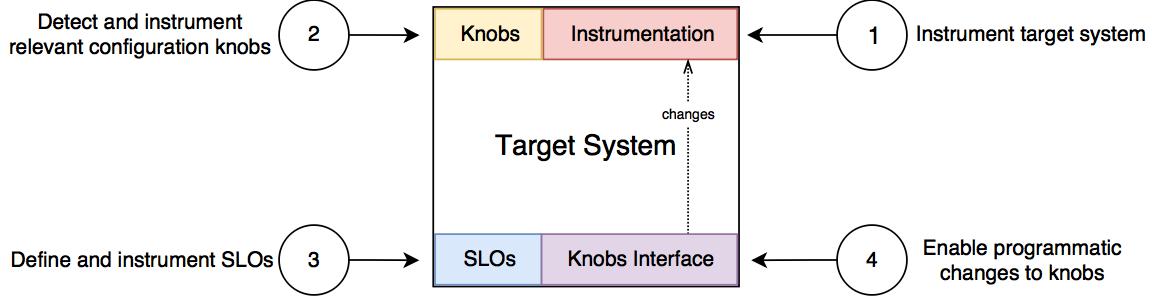 Detect and instrument
relevant configuration knobs
2
Knobs
Instrumentation
1
Instrument target system
changes
Target System
Define and instrument SLOs
3
SLOs
Knobs Interface
4
Enable programmatic
changes to knobs